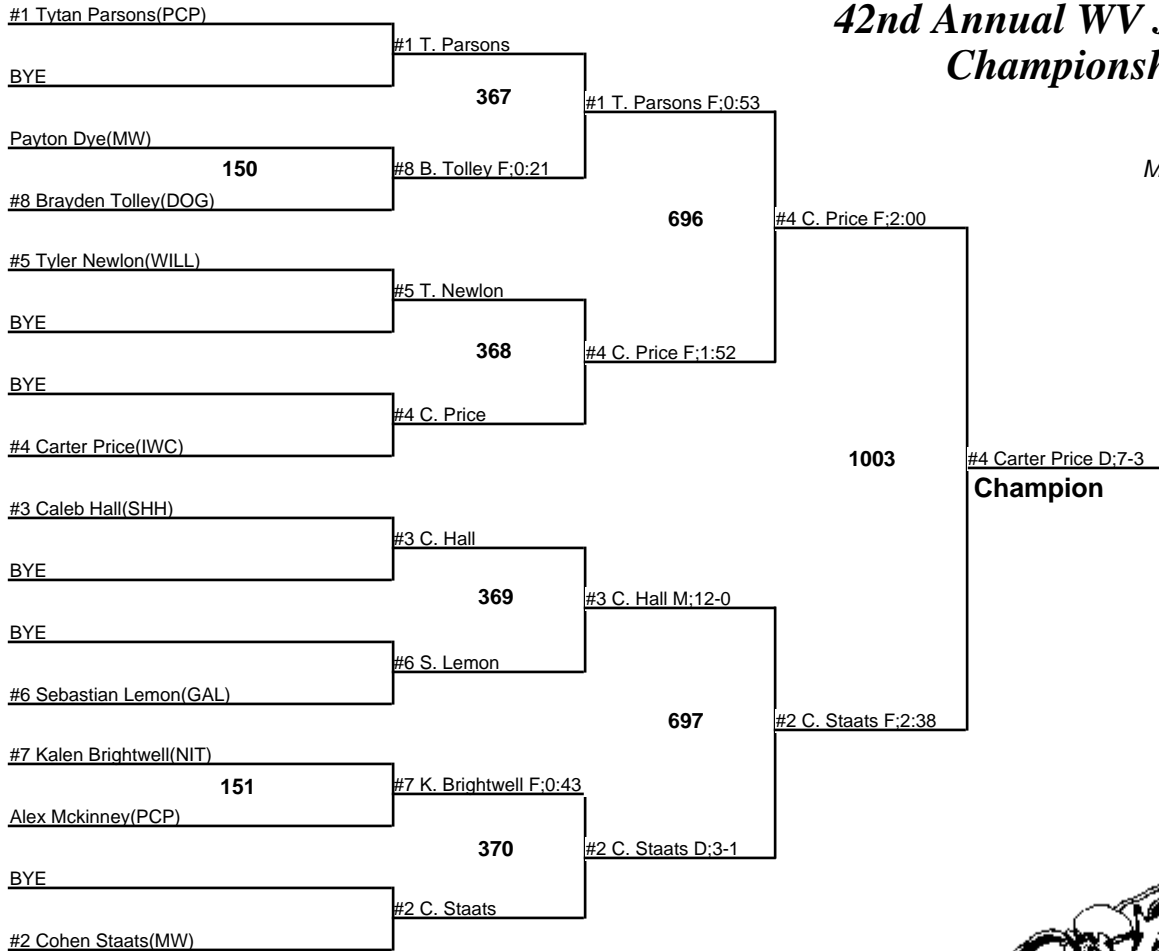 #1 Tytan Parsons(PCP)
42nd Annual WV
Championsh
#1 T. Parsons
BYE
367
#1 T. Parsons F;0:53
Payton Dye(MW)
150
#8 B. Tolley F;0:21
M
#8 Brayden Tolley(DOG)
696
#4 C. Price F;2:00
#5 Tyler Newlon(WILL)
#5 T. Newlon
BYE
368
#4 C. Price F;1:52
BYE
#4 C. Price
#4 Carter Price(IWC)
1003
#4 Carter Price D;7-3
Champion
#3 Caleb Hall(SHH)
#3 C. Hall
BYE
369
#3 C. Hall M;12-0
BYE
#6 S. Lemon
#6 Sebastian Lemon(GAL)
697
#2 C. Staats F;2:38
#7 Kalen Brightwell(NIT)
151
#7 K. Brightwell F;0:43
Alex Mckinney(PCP)
370
#2 C. Staats D;3-1
BYE
#2 C. Staats
#2 Cohen Staats(MW)